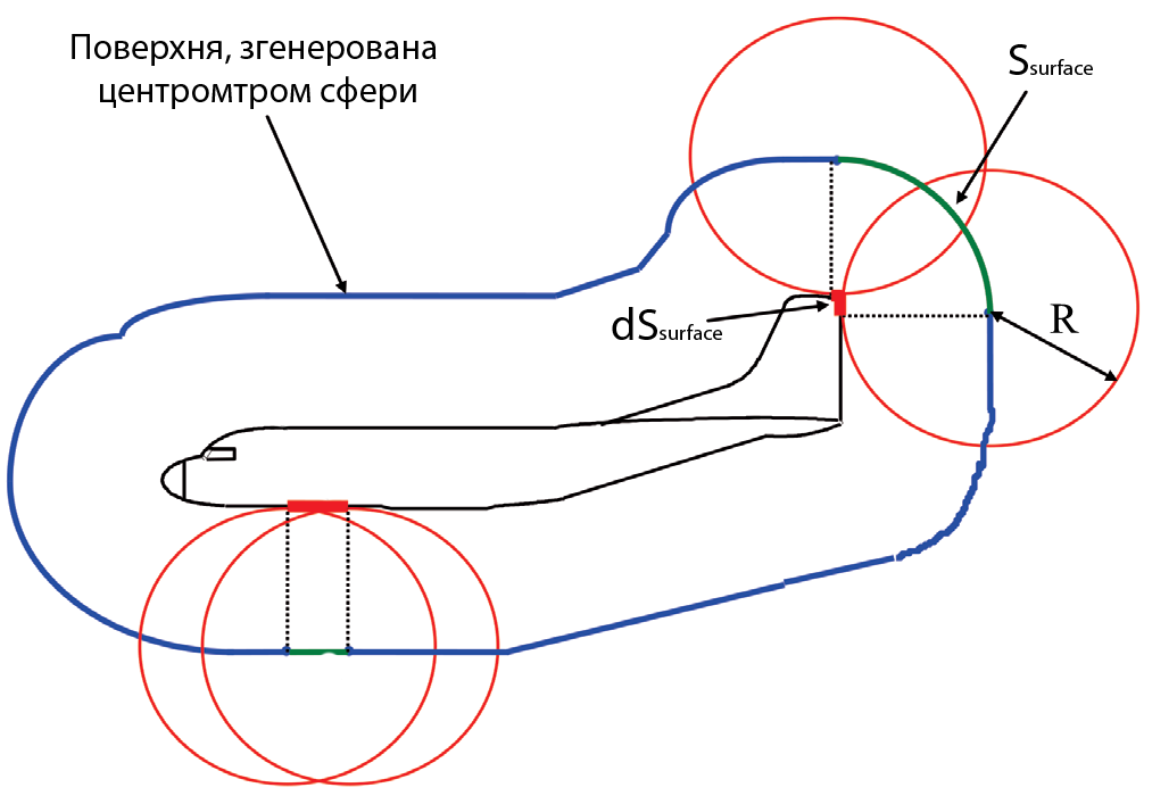 Поверхня, згенерована
центромтром сфери
Ssurface
dSsurface
R